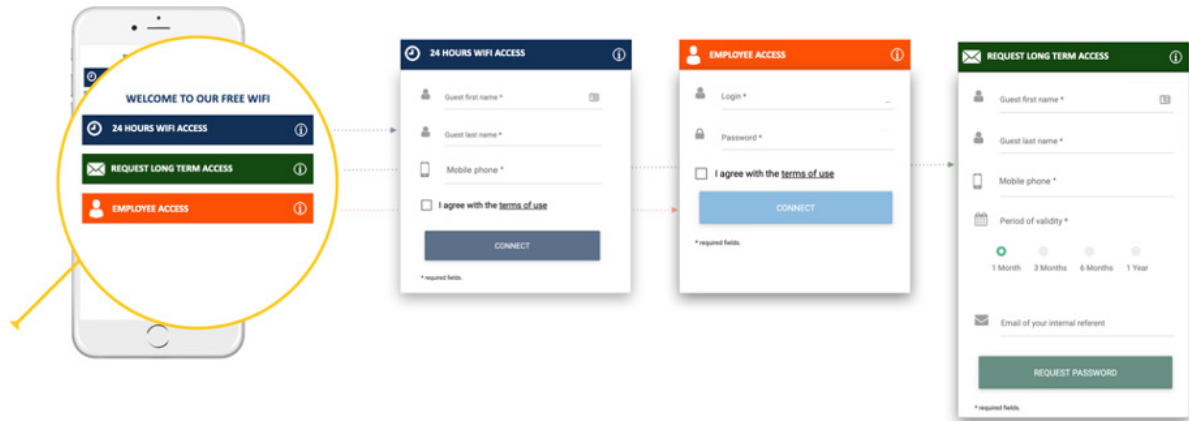 WELCOME TO OUR FREE WIFI
24 HOURS WIFI ACCESS
REQUEST LONG TERM ACCESS
EMPLOYEE ACCESS
24 HOURS WIFI ACCESS
Guest first name *
Guest last name *
Mobile phone *
I agree with the terms of use
CONNECT
* required fields.
EMPLOYEE ACCESS
Login *
Password *
I agree with the terms of use
CONNECT
* required fields.
REQUEST LONG TERM ACCESS
Guest first name *
Guest last name *
Mobile phone *
Period of validity *
1 Month 3 Months 6 Months 1 Year
Email of your internal referent
REQUEST PASSWORD
* required fields.